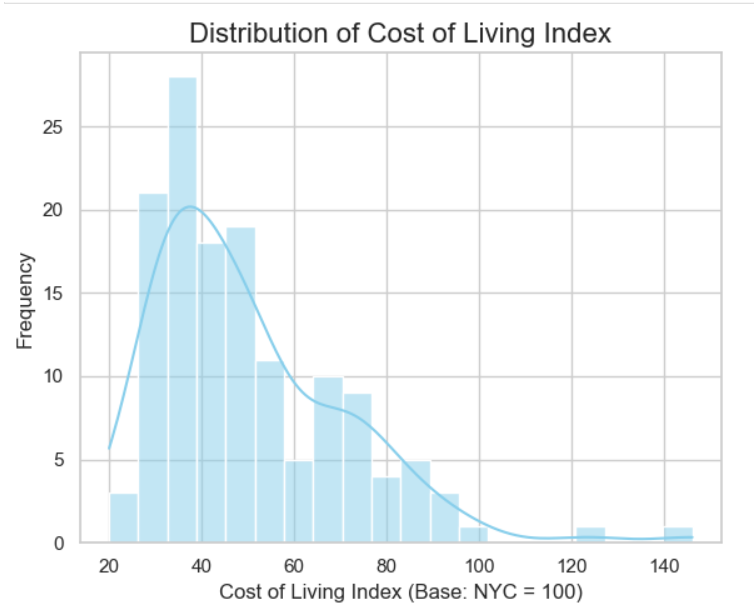 Distribution of Cost of Living Index
25
20
15
10
5
0
Frequency
20 40 60 80 100 120 140
Cost of Living Index (Base: NYC = 100)